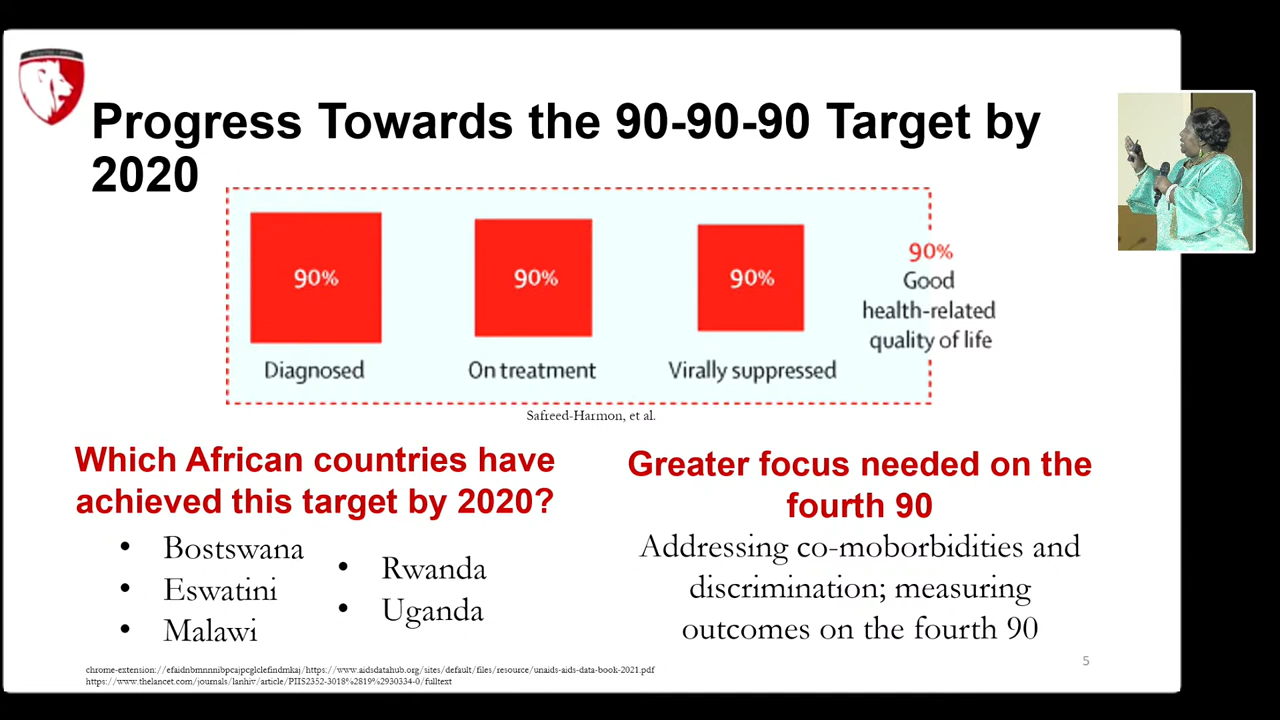 Progress Towards the 90-90-90 Target by
2020
90%
90%
90%
90%
Good
health-related
quality of life
Diagnosed
On treatment
Virally suppressed
Safreed-Harmon, et al.
Which African countries have
achieved this target by 2020?
• Bostswana
• Eswatini
• Malawi
• Rwanda
• Uganda
Greater focus needed on the
fourth 90
Addressing co-moborbidities and
discrimination; measuring
outcomes on the fourth 90
chrome-extension://efaidnbmnnnibpcajpcglclefindmkaj/https://www.aidsdatahub.org/sites/default/files/resource/unaids-aids-data-book-2021.pdf
https://www.thelancet.com/journals/lanhiv/article/PIIS2352-3018%2819%2930334-0/fulltext
5